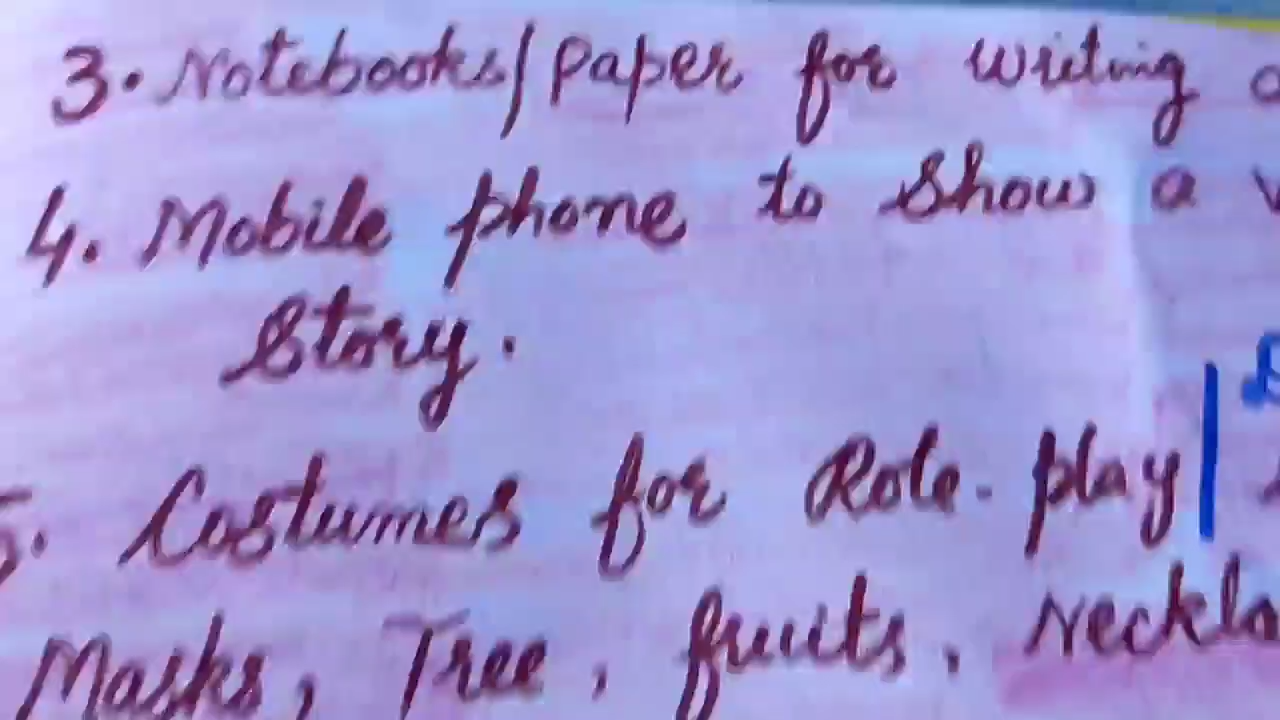 3. Notebooks/Paper for writing
4. Mobile phone to show a
Story.
5. Costumes for Role-play
Masks, Tree, fruits,